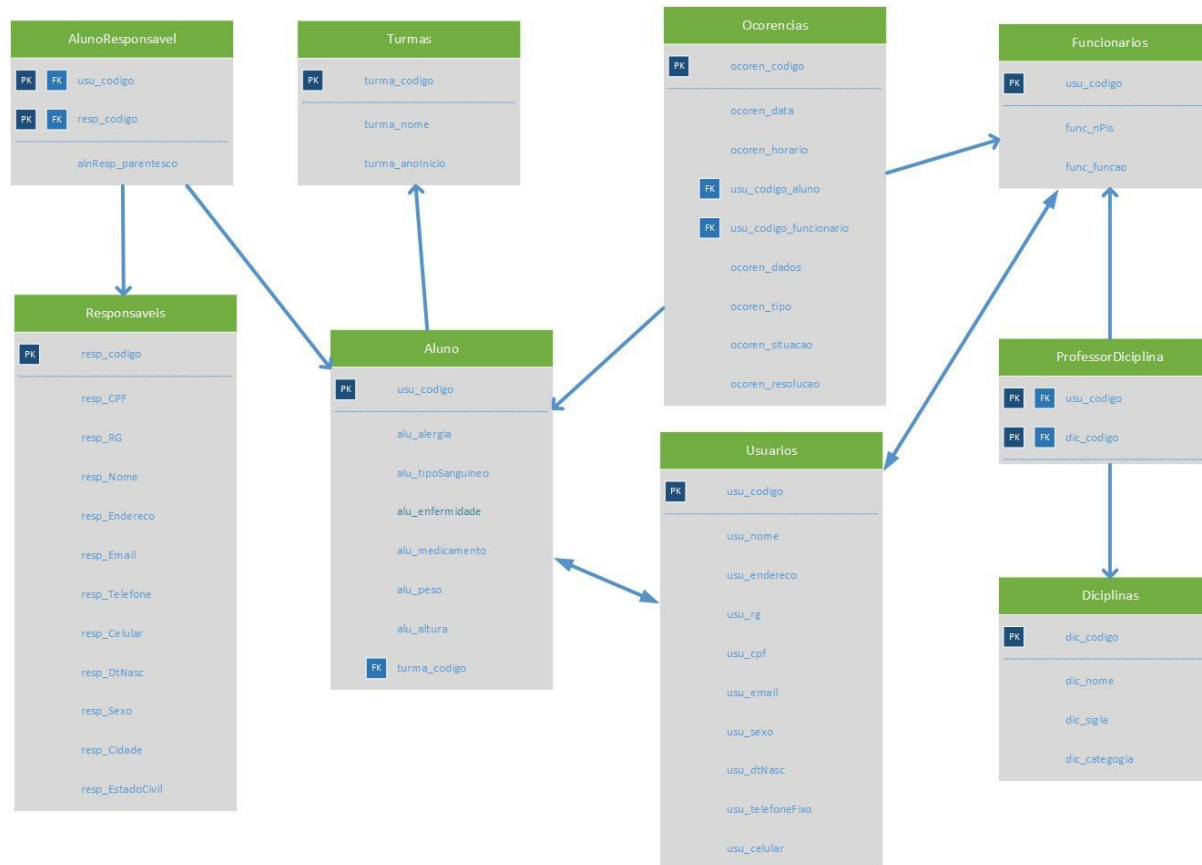 AlunoResponsavel
PK FK usu_codigo
PK FK resp_codigo
alnResp_parentesco
Turmas
PK turma_codigo
turma_nome
turma_anoInicio
Ocorencias
PK ocoren_codigo
ocoren_data
ocoren_horario
FK usu_codigo_aluno
FK usu_codigo_funcionario
ocoren_dados
ocoren_tipo
ocoren_situacao
ocoren_resolucao
Funcionarios
PK usu_codigo
func_nPis
func_funcao
Responsaveis
PK resp_codigo
resp_CPF
resp_RG
resp_Nome
resp_Endereco
resp_Email
resp_Telefone
resp_Celular
resp_DtNasc
resp_Sexo
resp_Cidade
resp_EstadoCivil
Aluno
PK usu_codigo
alu_alergia
alu_tipoSanguineo
alu_enfermidade
alu_medicamento
alu_peso
alu_altura
FK turma_codigo
Usuarios
PK usu_codigo
usu_nome
usu_endereco
usu_rg
usu_cpf
usu_email
usu_sexo
usu_dtNasc
usu_telefoneFixo
usu_celular
ProfessorDiciplina
PK FK usu_codigo
PK FK dic_codigo
Diciplinas
PK dic_codigo
dic_nome
dic_sigla
dic_categogia